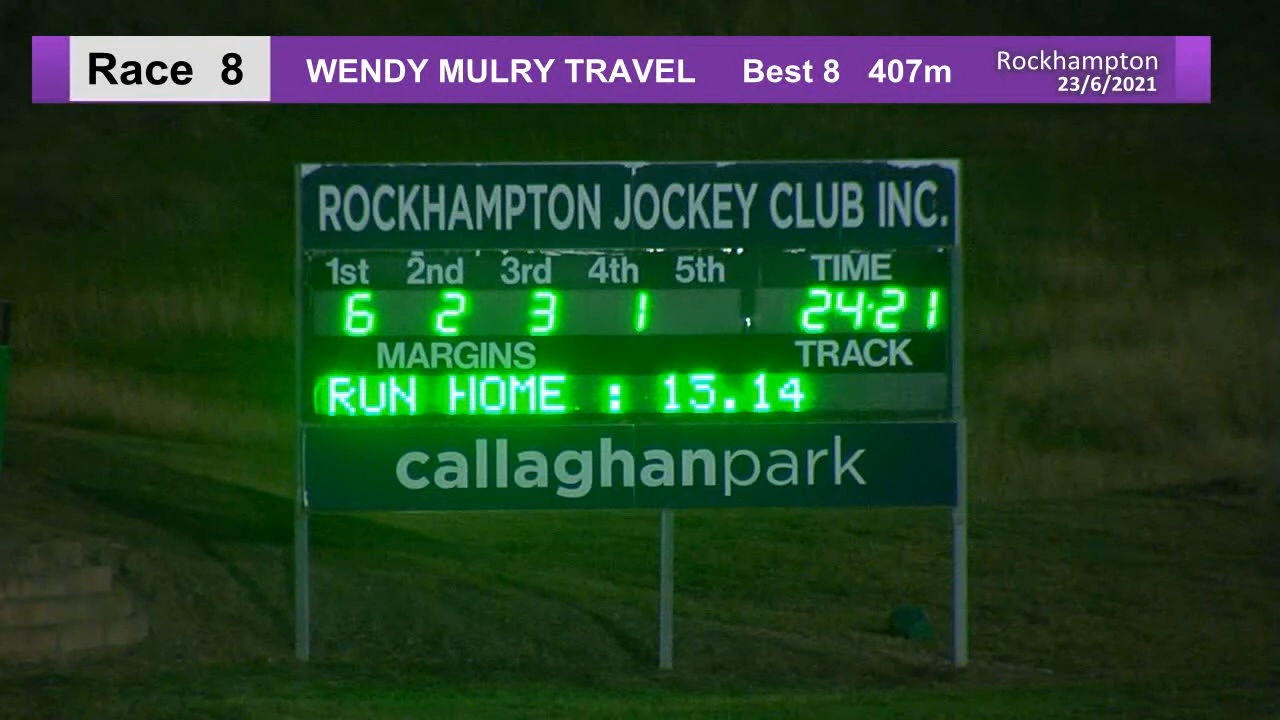 Race 8 WENDY MULRY TRAVEL Best 8 407m Rockhampton
23/6/2021
ROCKHAMPTON JOCKEY CLUB INC.
1st 2nd 3rd 4th 5th TIME
6 2 3 1 24.21
MARGINS TRACK
RUN HOME : 15.14
callaghanpark